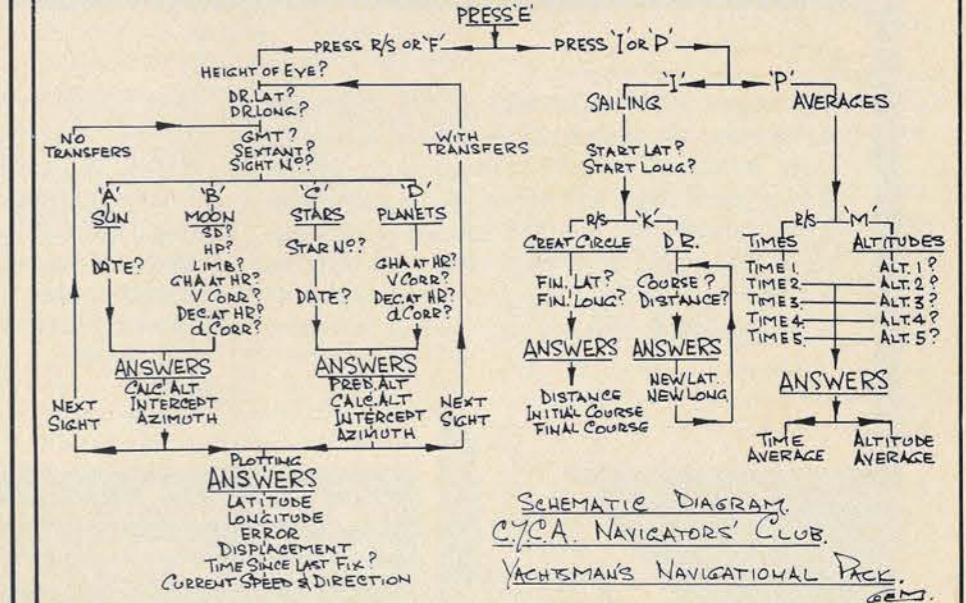 PRESS 'E'
PRESS R/S OR 'F'
PRESS 'I' OR 'P'
HEIGHT OF EYE?
DR. LAT?
DR. LONG?
NO
TRANSFERS
WITH
TRANSFERS
GMT?
SEXTANT?
SIGHT Nº?
'A'
SUN
DATE?
'B'
MOON
SD?
HP?
LIMB?
GHA AT HR?
V CORR?
DEC. AT HR?
d CORR?
'C'
STARS
STAR Nº?
DATE?
'D'
PLANETS
GHA AT HR?
V CORR?
DEC. AT HR?
d CORR?
ANSWERS
CALC. ALT
INTERCEPT
AZIMUTH
ANSWERS
PRED. ALT
CALC. ALT
INTERCEPT
AZIMUTH
NEXT
SIGHT
NEXT
SIGHT
PLOTTING
ANSWERS
LATITUDE
LONGITUDE
ERROR
DISPLACEMENT
TIME SINCE LAST FIX?
CURRENT SPEED & DIRECTION
'I'
SAILING
START LAT?
START LONG?
R/S
'K'
GREAT CIRCLE
FIN. LAT?
FIN. LONG?
ANSWERS
DISTANCE
INITIAL COURSE
FINAL COURSE
D.R.
COURSE?
DISTANCE?
ANSWERS
NEW LAT.
NEW LONG
'P'
AVERAGES
R/S
'M'
TIMES
ALTITUDES
TIME 1.
ALT. 1?
TIME 2
ALT. 2?
TIME 3
ALT. 3?
TIME 4
ALT. 4?
TIME 5
ALT. 5?
ANSWERS
TIME
AVERAGE
ALTITUDE
AVERAGE
SCHEMATIC DIAGRAM.
C.Y.C.A. NAVIGATORS' CLUB.
YACHTSMAN'S NAVIGATIONAL PACK.